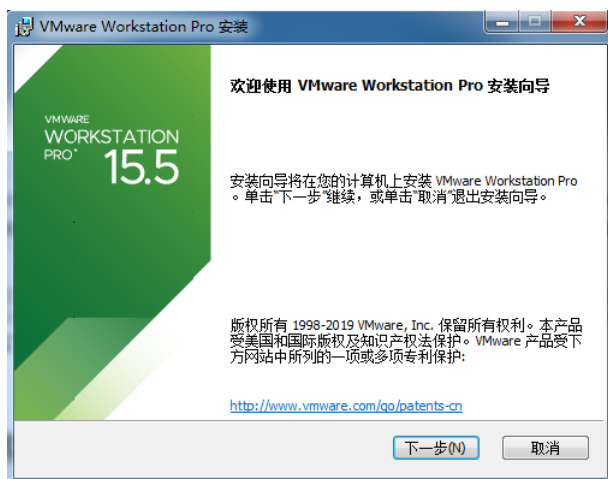 VMware Workstation Pro 安装
欢迎使用 VMware Workstation Pro 安装向导
VMWARE
WORKSTATION
PRO™ 15.5
安装向导将在您的计算机上安装 VMware Workstation Pro
。单击“下一步”继续，或单击“取消”退出安装向导。
版权所有 1998-2019 VMware, Inc. 保留所有权利。本产品
受美国和国际版权及知识产权法保护。VMware 产品受下
方网站中所列的一项或多项专利保护:
http://www.vmware.com/go/patents-cn
下一步(N)
取消